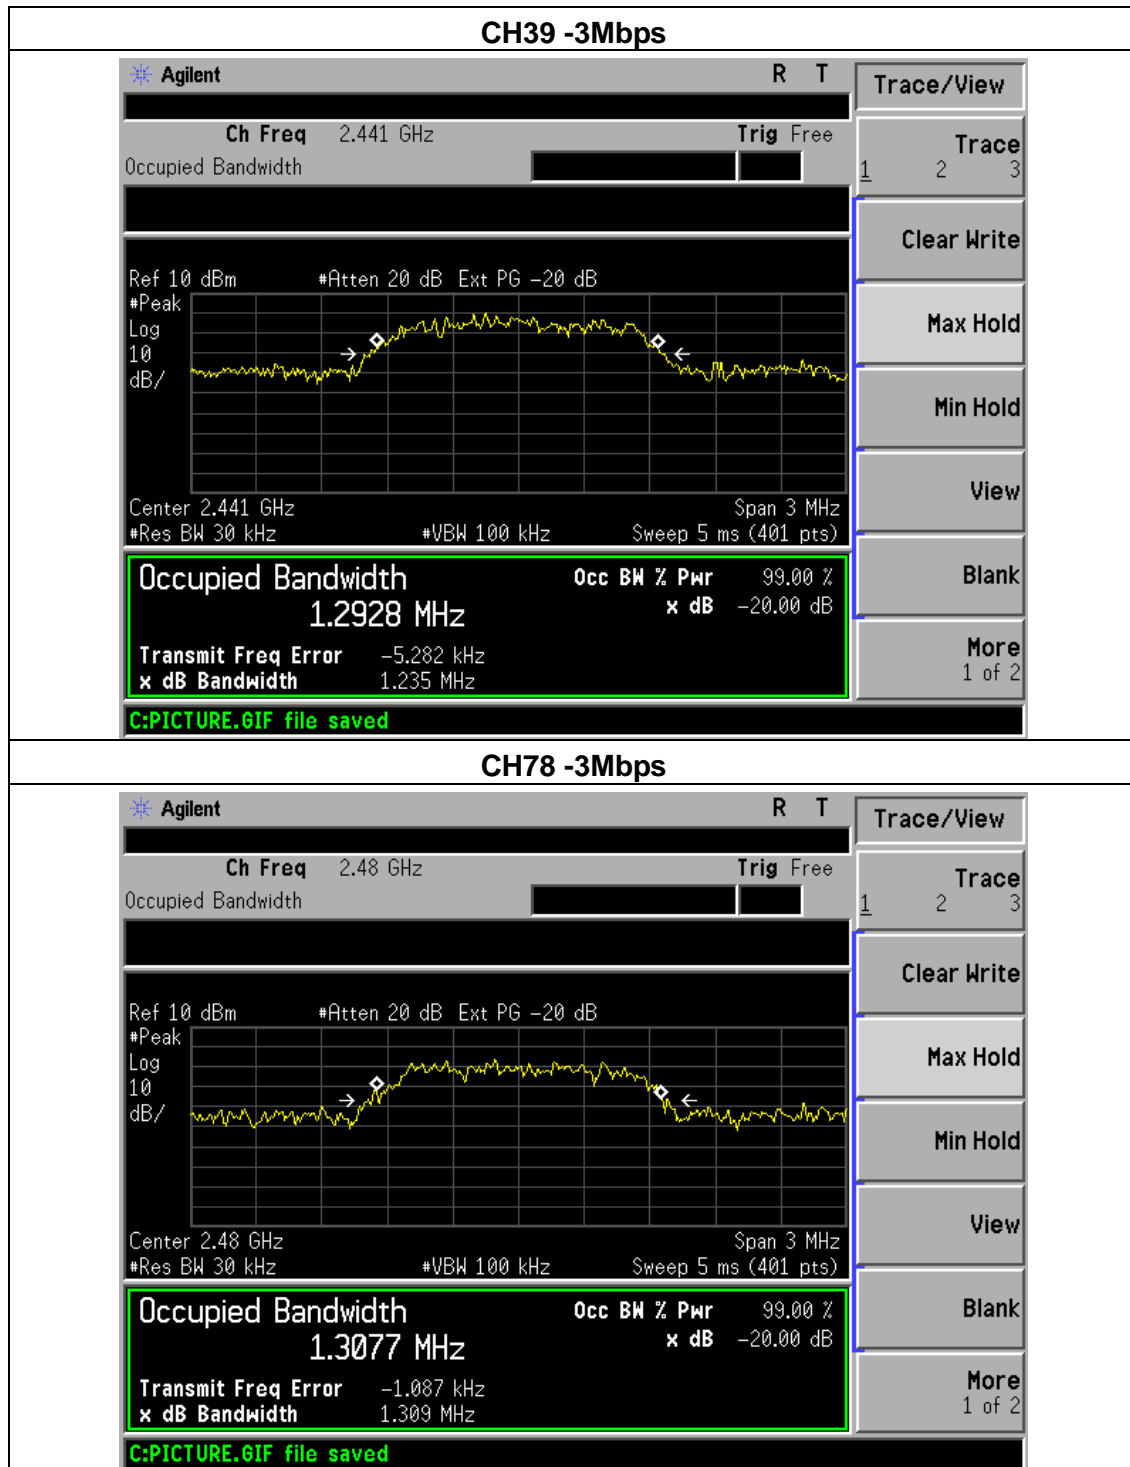 CH39 -3Mbps
Agilent R T
Trace/View
Ch Freq 2.441 GHz Trig Free
Occupied Bandwidth
Trace
1 2 3
Clear Write
Ref 10 dBm #Atten 20 dB Ext PG -20 dB
#Peak
Log
10
dB/
Max Hold
Min Hold
View
Center 2.441 GHz Span 3 MHz
#Res BW 30 kHz #VBW 100 kHz Sweep 5 ms (401 pts)
Occupied Bandwidth Occ BW % Pwr 99.00 %
1.2928 MHz x dB -20.00 dB
Blank
Transmit Freq Error -5.282 kHz
x dB Bandwidth 1.235 MHz
More
1 of 2
C:PICTURE.GIF file saved
CH78 -3Mbps
Agilent R T
Trace/View
Ch Freq 2.48 GHz Trig Free
Occupied Bandwidth
Trace
1 2 3
Clear Write
Ref 10 dBm #Atten 20 dB Ext PG -20 dB
#Peak
Log
10
dB/
Max Hold
Min Hold
View
Center 2.48 GHz Span 3 MHz
#Res BW 30 kHz #VBW 100 kHz Sweep 5 ms (401 pts)
Occupied Bandwidth Occ BW % Pwr 99.00 %
1.3077 MHz x dB -20.00 dB
Blank
Transmit Freq Error -1.087 kHz
x dB Bandwidth 1.309 MHz
More
1 of 2
C:PICTURE.GIF file saved